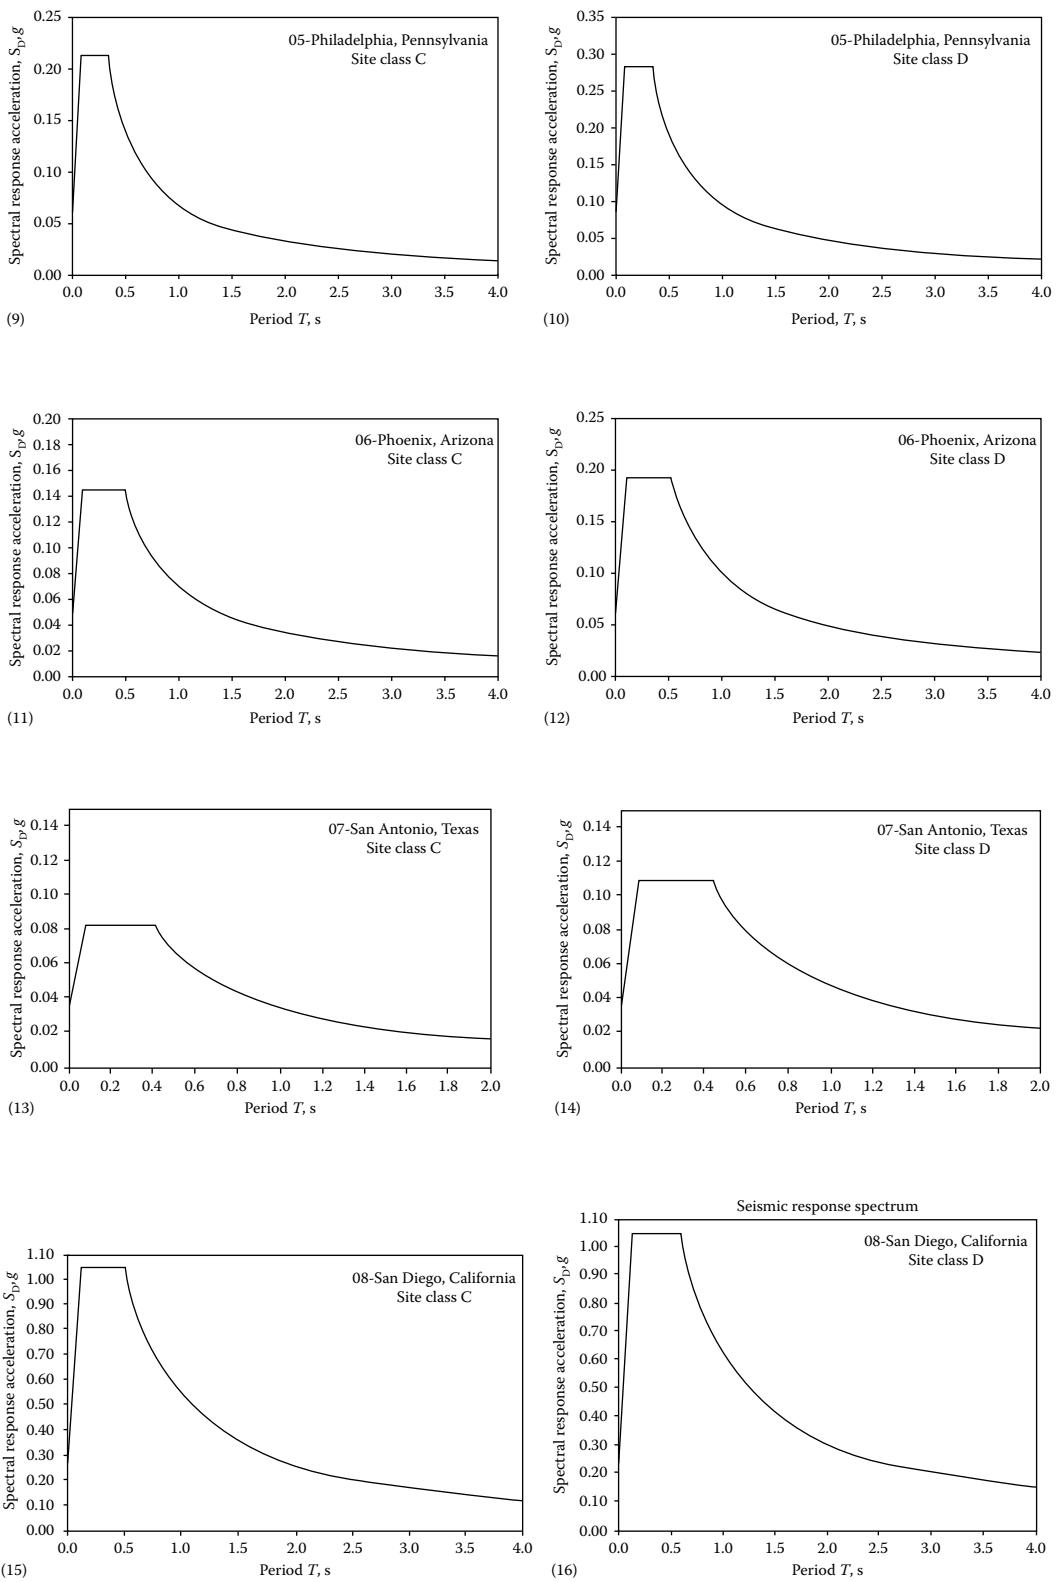 05-Philadelphia, Pennsylvania
Site class C
Spectral response acceleration, S_D, g
0.25
0.20
0.15
0.10
0.05
0.00
0.0 0.5 1.0 1.5 2.0 2.5 3.0 3.5 4.0
Period T, s
(9)
05-Philadelphia, Pennsylvania
Site class D
Spectral response acceleration, S_D, g
0.35
0.30
0.25
0.20
0.15
0.10
0.05
0.00
0.0 0.5 1.0 1.5 2.0 2.5 3.0 3.5 4.0
Period, T, s
(10)
06-Phoenix, Arizona
Site class C
Spectral response acceleration, S_D, g
0.20
0.18
0.16
0.14
0.12
0.10
0.08
0.06
0.04
0.02
0.00
0.0 0.5 1.0 1.5 2.0 2.5 3.0 3.5 4.0
Period T, s
(11)
06-Phoenix, Arizona
Site class D
Spectral response acceleration, S_D, g
0.25
0.20
0.15
0.10
0.05
0.00
0.0 0.5 1.0 1.5 2.0 2.5 3.0 3.5 4.0
Period T, s
(12)
07-San Antonio, Texas
Site class C
Spectral response acceleration, S_D, g
0.14
0.12
0.10
0.08
0.06
0.04
0.02
0.00
0.0 0.2 0.4 0.6 0.8 1.0 1.2 1.4 1.6 1.8 2.0
Period T, s
(13)
07-San Antonio, Texas
Site class D
Spectral response acceleration, S_D, g
0.14
0.12
0.10
0.08
0.06
0.04
0.02
0.00
0.0 0.2 0.4 0.6 0.8 1.0 1.2 1.4 1.6 1.8 2.0
Period T, s
(14)
08-San Diego, California
Site class C
Spectral response acceleration, S_D, g
1.10
1.00
0.90
0.80
0.70
0.60
0.50
0.40
0.30
0.20
0.10
0.00
0.0 0.5 1.0 1.5 2.0 2.5 3.0 3.5 4.0
Period T, s
(15)
Seismic response spectrum
08-San Diego, California
Site class D
Spectral response acceleration, S_D, g
1.10
1.00
0.90
0.80
0.70
0.60
0.50
0.40
0.30
0.20
0.10
0.00
0.0 0.5 1.0 1.5 2.0 2.5 3.0 3.5 4.0
Period T, s
(16)